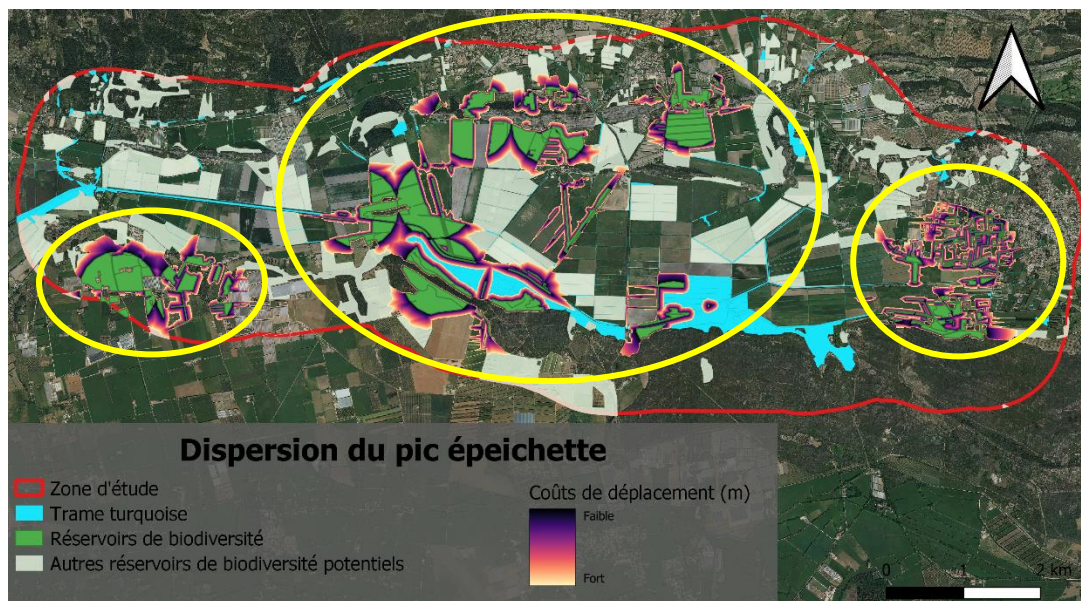 Dispersion du pic épeichette
Zone d'étude
Trame turquoise
Réservoirs de biodiversité
Autres réservoirs de biodiversité potentiels
Coûts de déplacement (m)
Faible
Fort
0 1 2 km